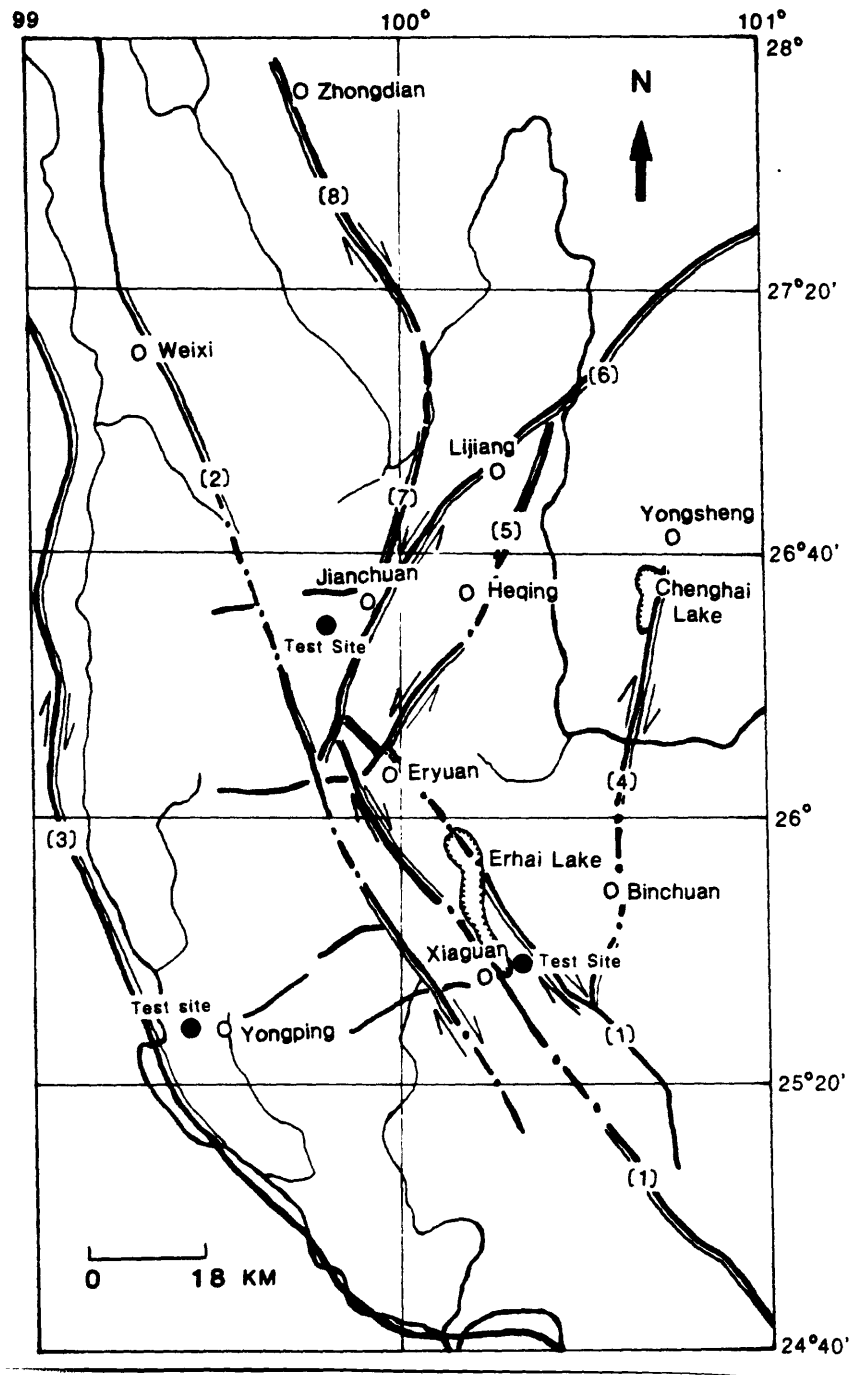 99 100° 101°
28°
N
Zhongdian
(8)
27°20'
Weixi
(6)
Lijiang
(2)
(7)
(5)
Yongsheng
26°40'
Jianchuan
Heqing
Chenghai
Lake
Test Site
Eryuan
(4)
26°
(3)
Erhai Lake
Binchuan
Xiaguan
Test Site
Test site
Yongping
(1)
25°20'
(1)
0 18 KM
24°40'